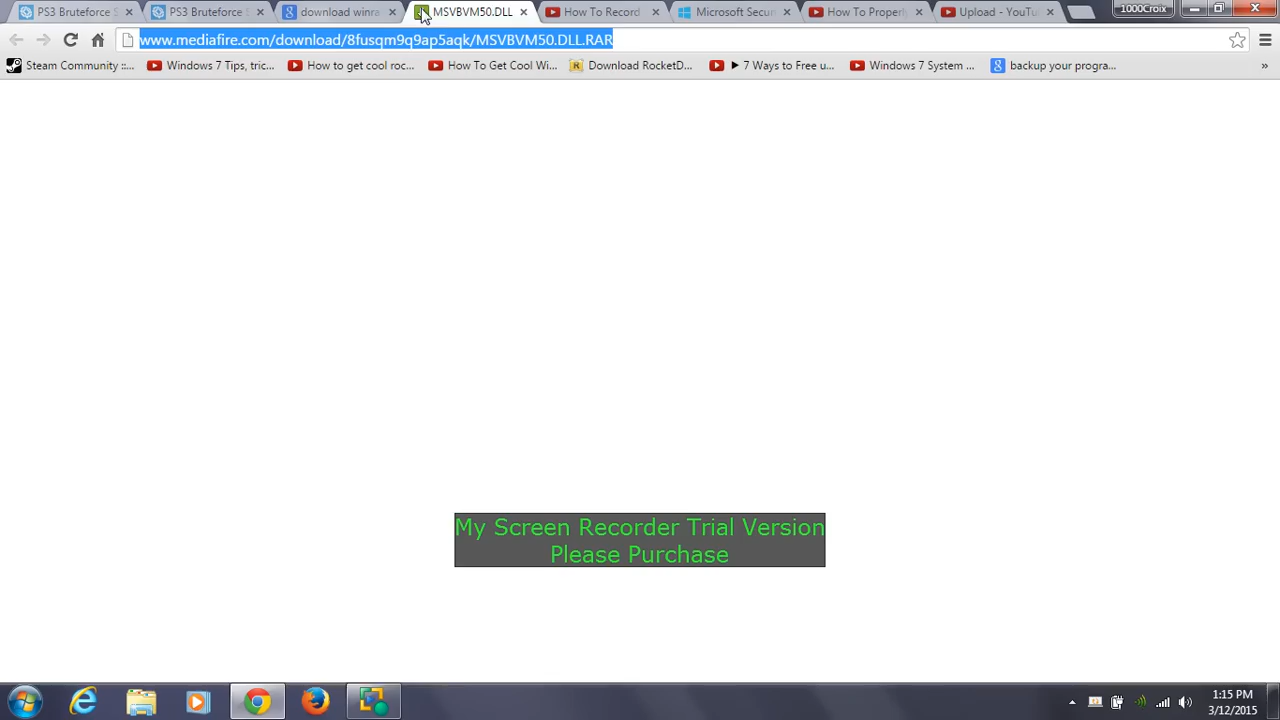 PS3 Bruteforce S
PS3 Bruteforce
download winra
MSVBVM50.DLL
How To Record
Microsoft Secur
How To Properl
Upload - YouTu
1000Croix
www.mediafire.com/download/8fusqm9q9ap5aqk/MSVBVM50.DLL.RAR
Steam Community ::...
Windows 7 Tips, tric...
How to get cool roc...
How To Get Cool Wi...
Download RocketD...
► 7 Ways to Free u...
Windows 7 System ...
backup your progra...
»
My Screen Recorder Trial Version
Please Purchase
1:15 PM
3/12/2015